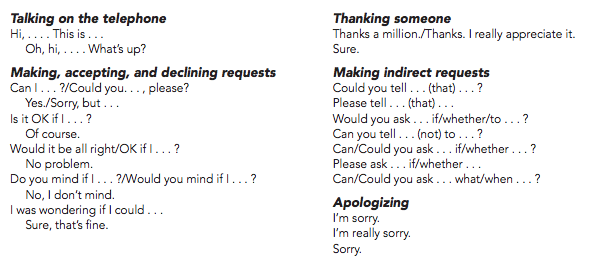 Talking on the telephone
Hi, . . . . This is . . .
Oh, hi, . . . . What's up?
Making, accepting, and declining requests
Can I . . . ?/Could you. . . , please?
Yes./Sorry, but . . .
Is it OK if I . . . ?
Of course.
Would it be all right/OK if I . . . ?
No problem.
Do you mind if I . . . ?/Would you mind if I . . . ?
No, I don't mind.
I was wondering if I could . . .
Sure, that's fine.
Thanking someone
Thanks a million./Thanks. I really appreciate it.
Sure.
Making indirect requests
Could you tell . . . (that) . . . ?
Please tell . . . (that) . . .
Would you ask . . . if/whether/to . . . ?
Can you tell . . . (not) to . . . ?
Can/Could you ask . . . if/whether . . . ?
Please ask . . . if/whether . . .
Can/Could you ask . . . what/when . . . ?
Apologizing
I'm sorry.
I'm really sorry.
Sorry.